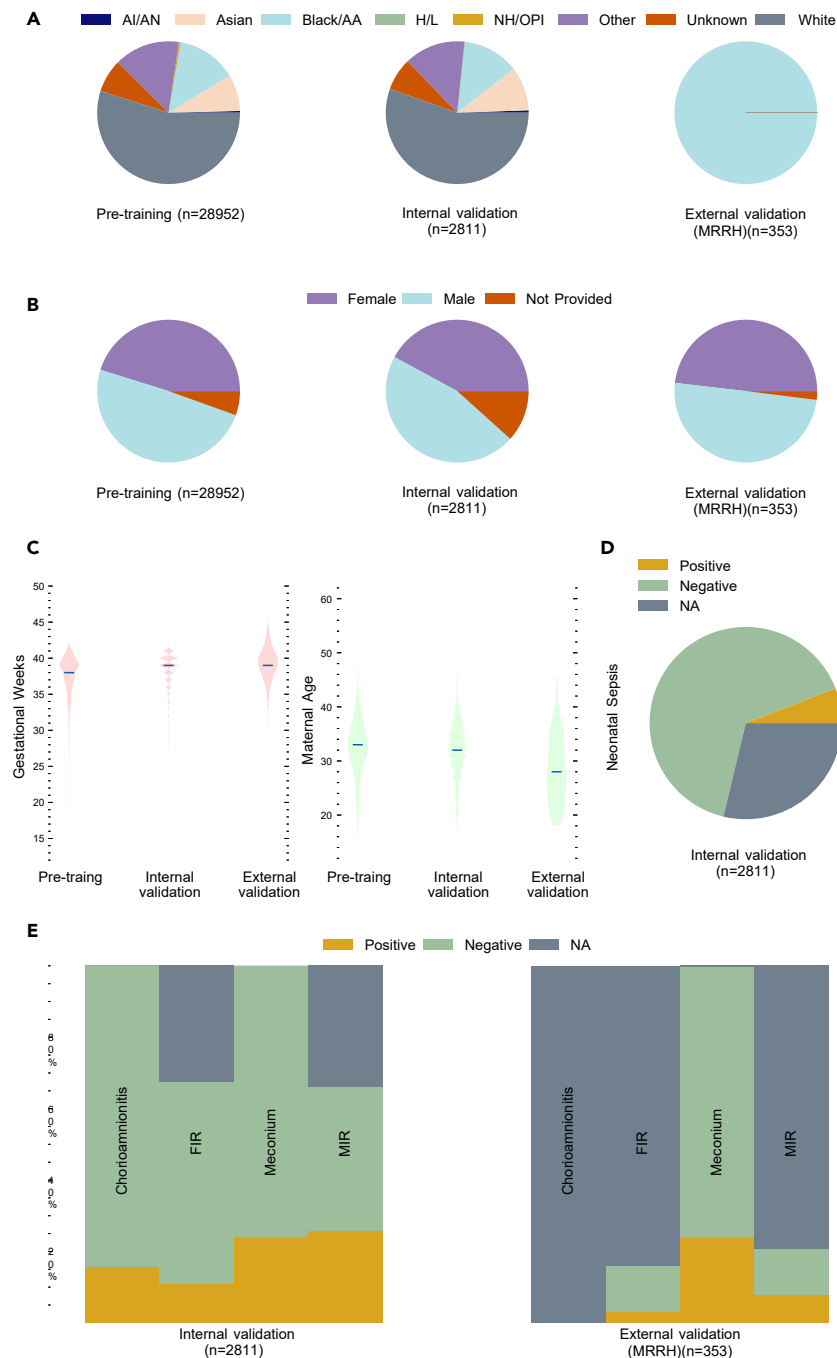 A
AI/AN Asian Black/AA H/L NH/OPI Other Unknown White
Pre-training (n=28952)
Internal validation
(n=2811)
External validation
(MRRH)(n=353)
B
Female Male Not Provided
Pre-training (n=28952)
Internal validation
(n=2811)
External validation
(MRRH)(n=353)
C
Gestational Weeks
50
45
40
35
30
25
20
15
Pre-traing
Internal
validation
External
validation
Maternal Age
60
50
40
30
20
Pre-traing
Internal
validation
External
validation
D
Positive
Negative
NA
Neonatal Sepsis
Internal validation
(n=2811)
E
Positive Negative NA
80%
60%
40%
20%
Chorioamnionitis
FIR
Meconium
MIR
Internal validation
(n=2811)
Chorioamnionitis
FIR
Meconium
MIR
External validation
(MRRH)(n=353)